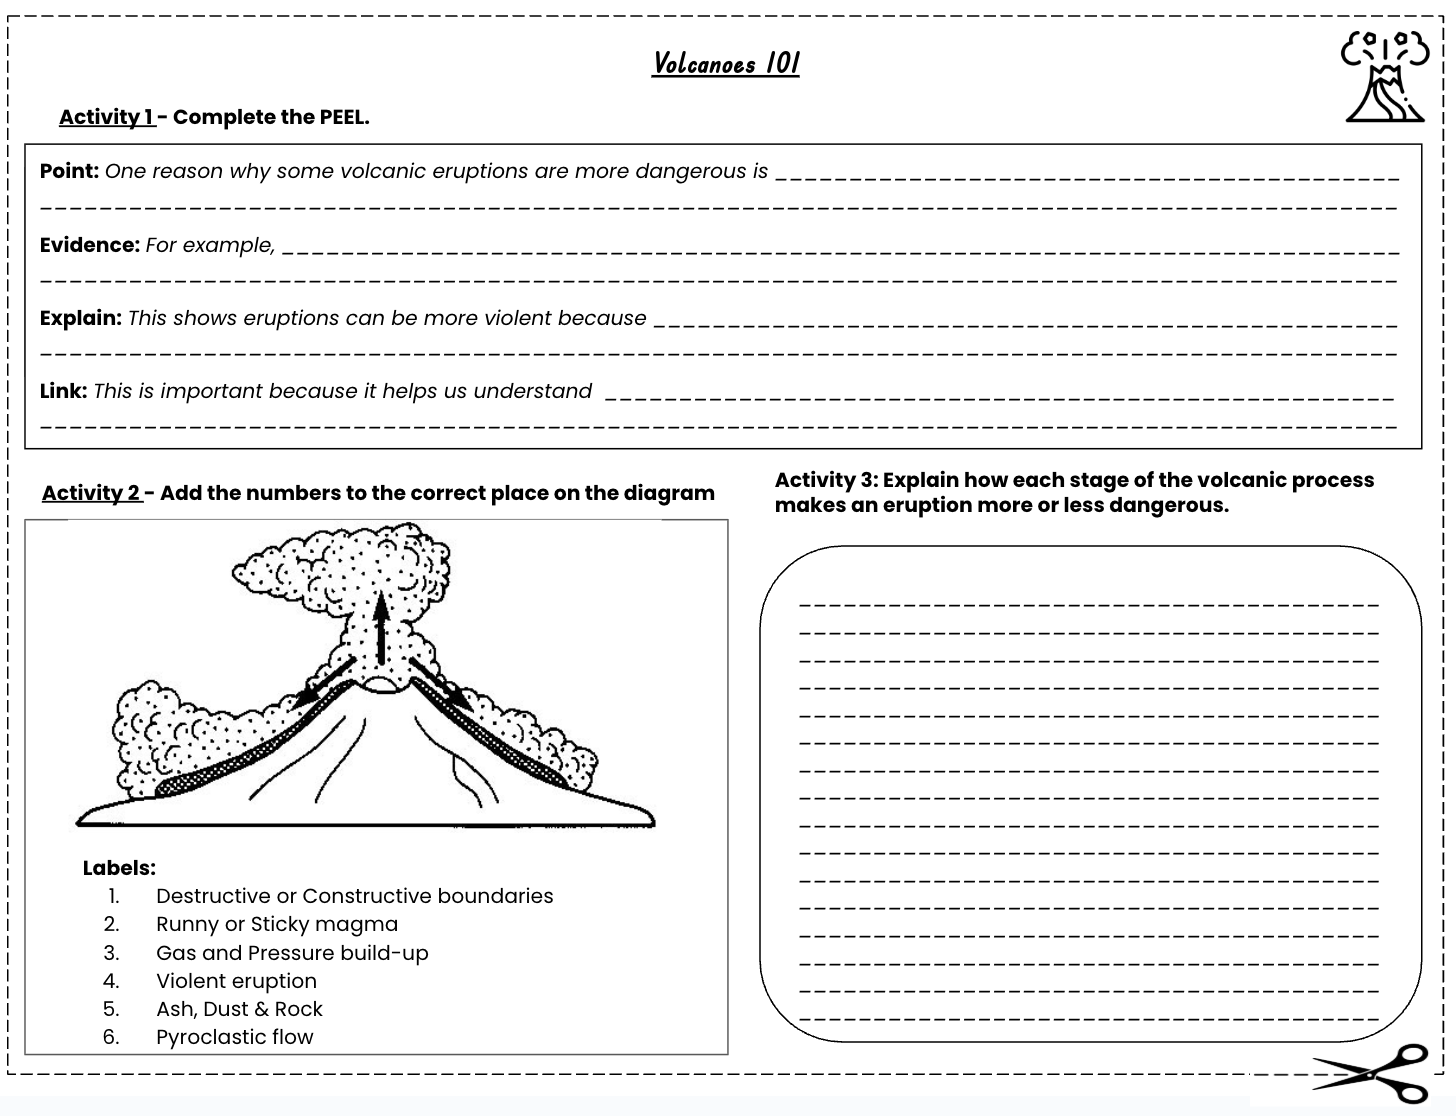 Volcanoes 101
Activity 1 - Complete the PEEL.
Point: One reason why some volcanic eruptions are more dangerous is
Evidence: For example,
Explain: This shows eruptions can be more violent because
Link: This is important because it helps us understand
Activity 2 - Add the numbers to the correct place on the diagram
Labels:
1. Destructive or Constructive boundaries
2. Runny or Sticky magma
3. Gas and Pressure build-up
4. Violent eruption
5. Ash, Dust & Rock
6. Pyroclastic flow
Activity 3: Explain how each stage of the volcanic process
makes an eruption more or less dangerous.